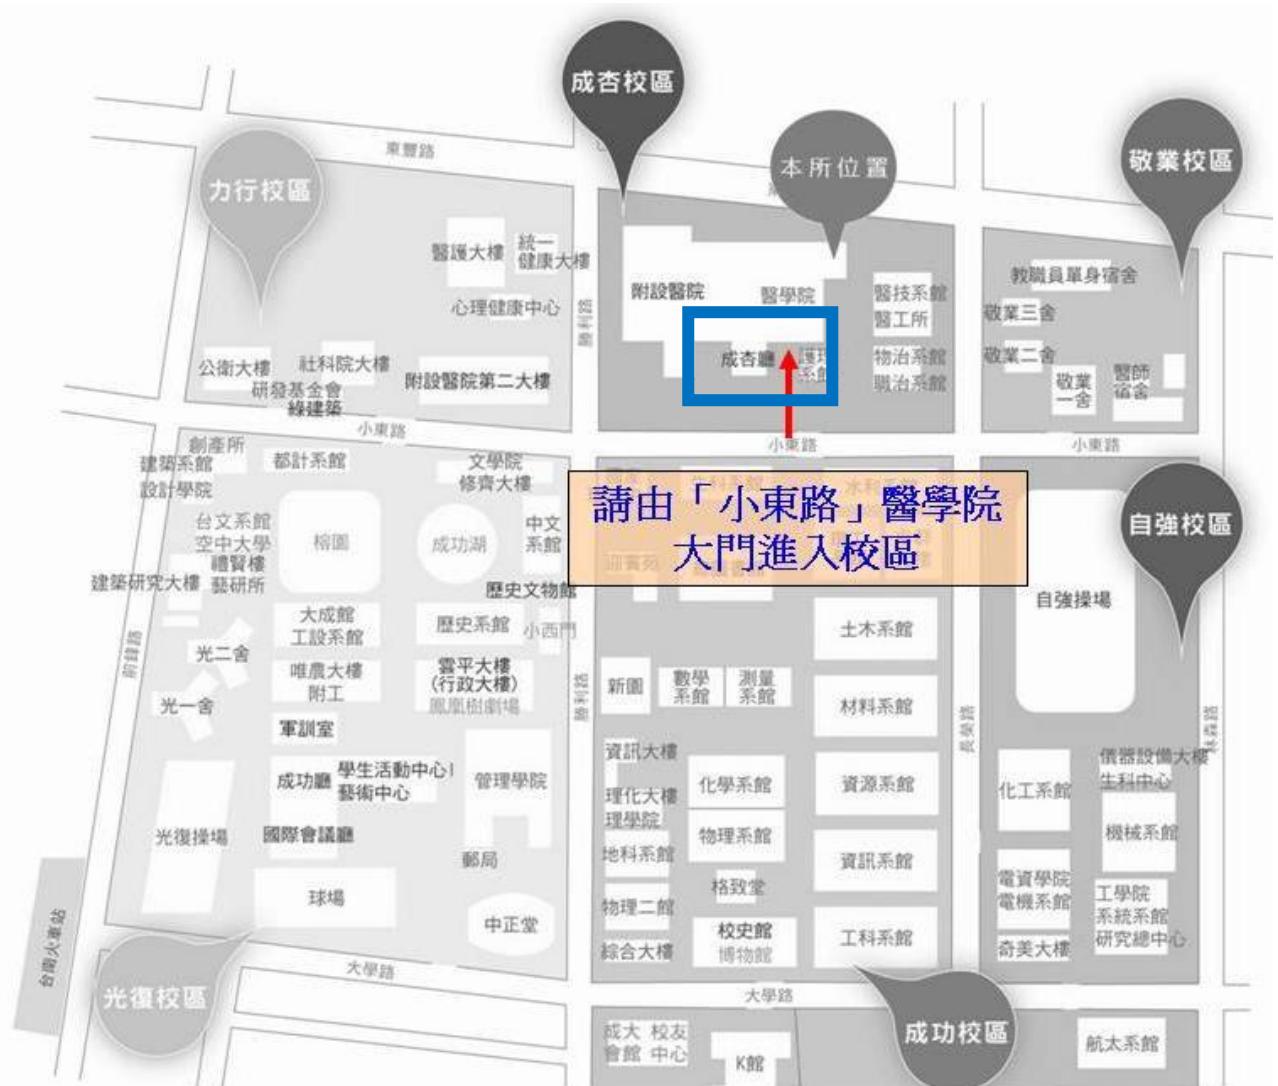 成杏校區
本所位置
敬業校區
力行校區
東豐路
醫護大樓
統一
健康大樓
心理健康中心
勝利路
附設醫院
醫學院
醫技系館
醫工所
教職員單身宿舍
敬業三舍
敬業二舍
敬業
一舍
醫師
宿舍
公衛大樓
社科院大樓
研發基金會
綠建築
附設醫院第二大樓
成杏廳
護理
系館
物治系館
職治系館
小東路
小東路
小東路
創產所
建築系館
設計學院
都計系館
文學院
修齊大樓
請由「小東路」醫學院
大門進入校區
自強校區
台文系館
空中大學
禮賢樓
藝研所
建築研究大樓
榕園
成功湖
中文
系館
歷史文物館
小西門
自強操場
大成館
工設系館
歷史系館
土木系館
前鋒路
光二舍
唯農大樓
附工
雲平大樓
(行政大樓)
鳳凰樹劇場
勝利路
新園
數學
系館
測量
系館
材料系館
長榮路
林森路
光一舍
軍訓室
成功廳
學生活動中心I
藝術中心
管理學院
資訊大樓
理化大樓
理學院
化學系館
資源系館
化工系館
儀器設備大樓
生科中心
機械系館
光復操場
國際會議廳
郵局
地科系館
物理系館
資訊系館
球場
格致堂
電資學院
電機系館
工學院
系統系館
研究總中心
物理二館
中正堂
綜合大樓
校史館
博物館
工科系館
奇美大樓
台南火車站
光復校區
大學路
大學路
成功校區
成大
會館
校友
中心
K館
航太系館